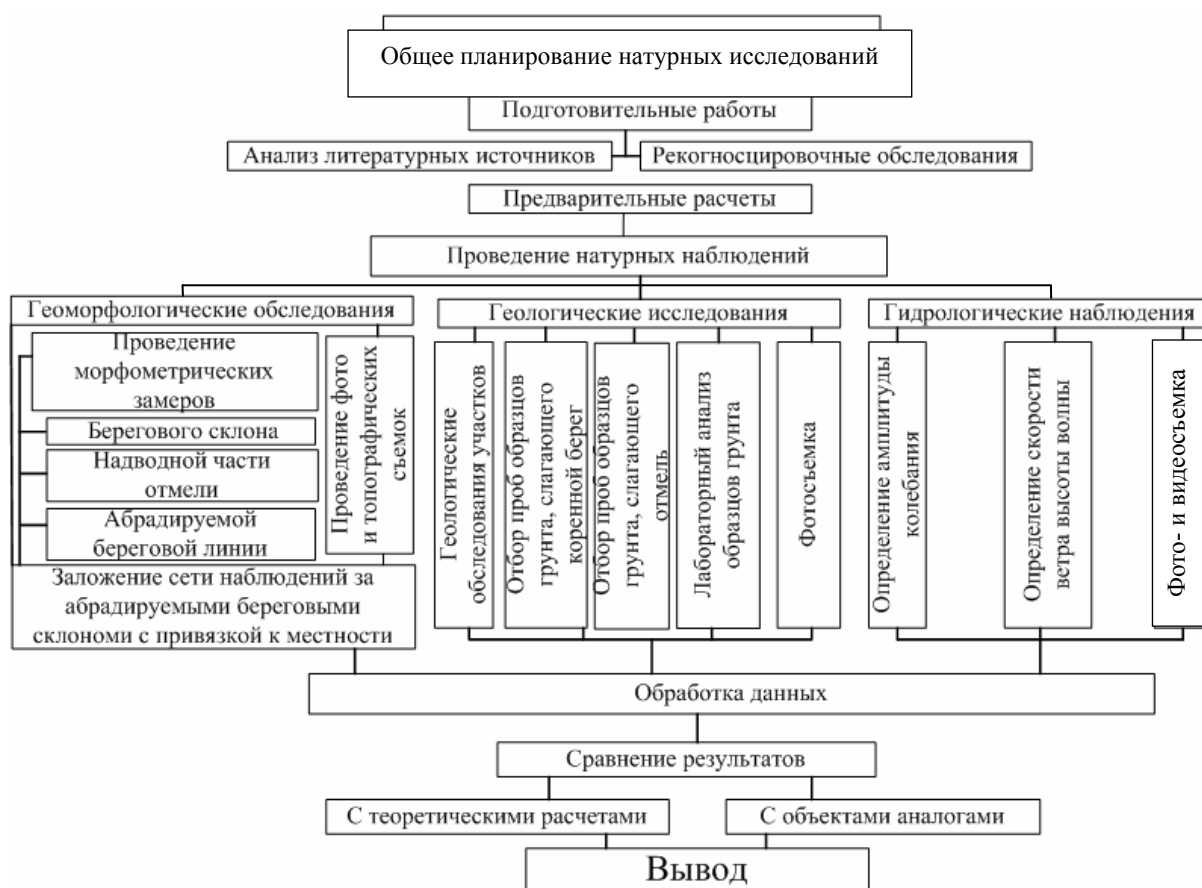 Общее планирование натурных исследований
Подготовительные работы
Анализ литературных источников
Рекогносцировочные обследования
Предварительные расчеты
Проведение натурных наблюдений
Геоморфологические обследования
Проведение
морфометрических
замеров
Берегового склона
Надводной части
отмели
Абрадируемой
береговой линии
Проведение фото
и топографических
съемок
Заложение сети наблюдений за
абрадируемыми береговыми
склономи с привязкой к местности
Геологические исследования
Геологические
обследования участков
Отбор проб образцов
грунта, слагающего
коренной берег
Отбор проб образцов
грунта, слагающего
отмель
Лабораторный анализ
образцов грунта
Фотосъемка
Гидрологические наблюдения
Определение амплитуды
колебания
Определение скорости
ветра высоты волны
Фото- и видеосъемка
Обработка данных
Сравнение результатов
С теоретическими расчетами
С объектами аналогами
Вывод